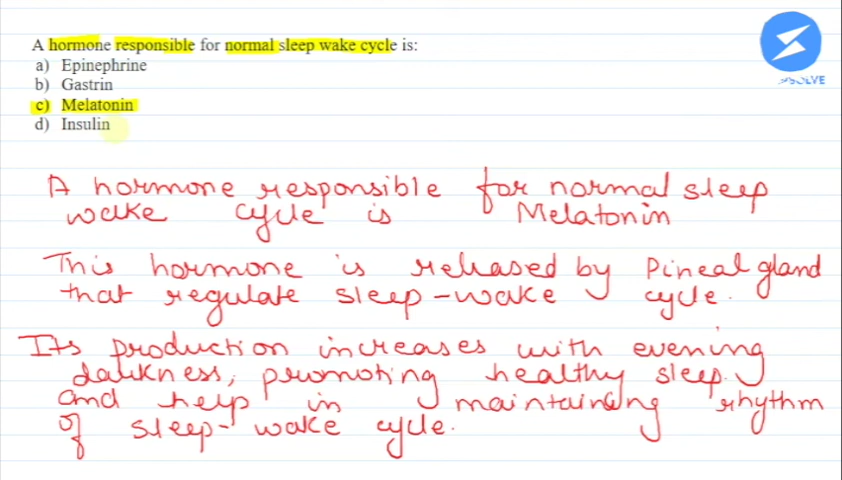 A hormone responsible for normal sleep wake cycle is:
a) Epinephrine
b) Gastrin
c) Melatonin
d) Insulin
A hormone responsible for normal sleep
wake cycle is Melatonin
This hormone is released by Pineal gland
that regulate sleep-wake cycle.
Its production increases with evening
darkness, promoting healthy sleep.
and help in maintaining rhythm
of sleep-wake cycle.